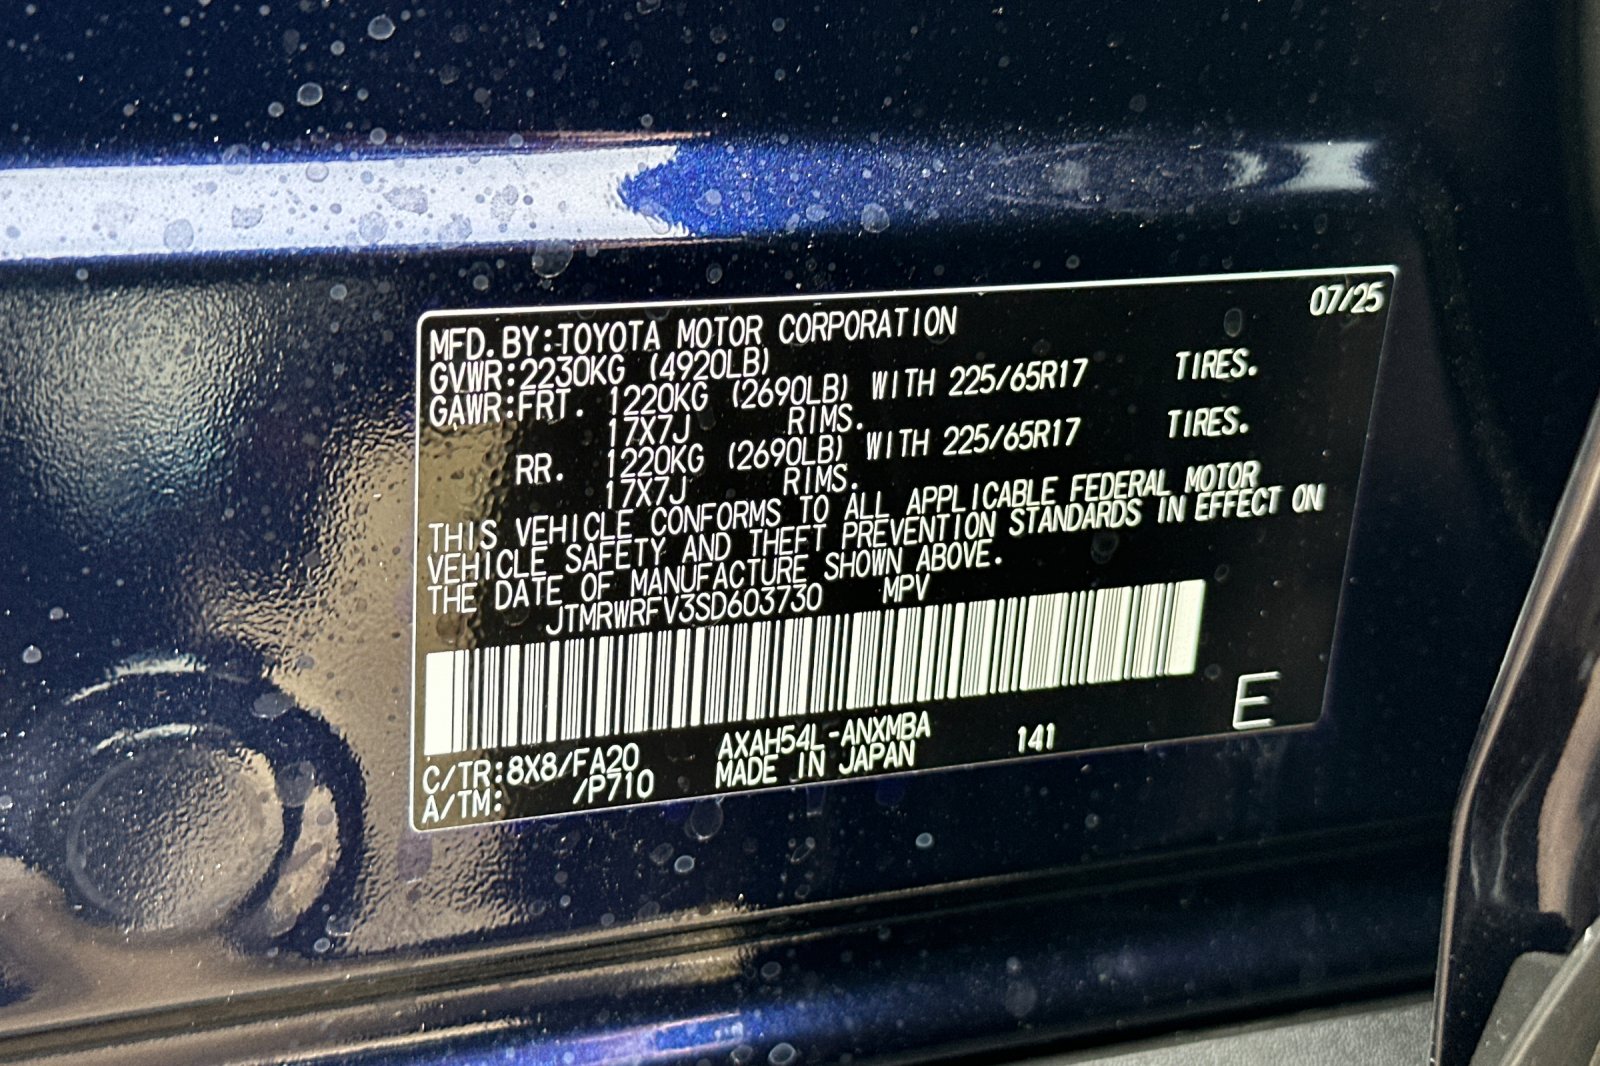 07/25
MFD. BY:TOYOTA MOTOR CORPORATION
GVWR:2230KG (4920LB)
GAWR:FRT. 1220KG (2690LB) WITH 225/65R17 TIRES.
17X7J RIMS.
RR. 1220KG (2690LB) WITH 225/65R17 TIRES.
17X7J RIMS.
THIS VEHICLE CONFORMS TO ALL APPLICABLE FEDERAL MOTOR
VEHICLE SAFETY AND THEFT PREVENTION STANDARDS IN EFFECT ON
THE DATE OF MANUFACTURE SHOWN ABOVE.
JTMRWRFV3SD603730 MPV
E
C/TR:8X8/FA20 AXAH54L-ANXMBA 141
A/TM: /P710 MADE IN JAPAN